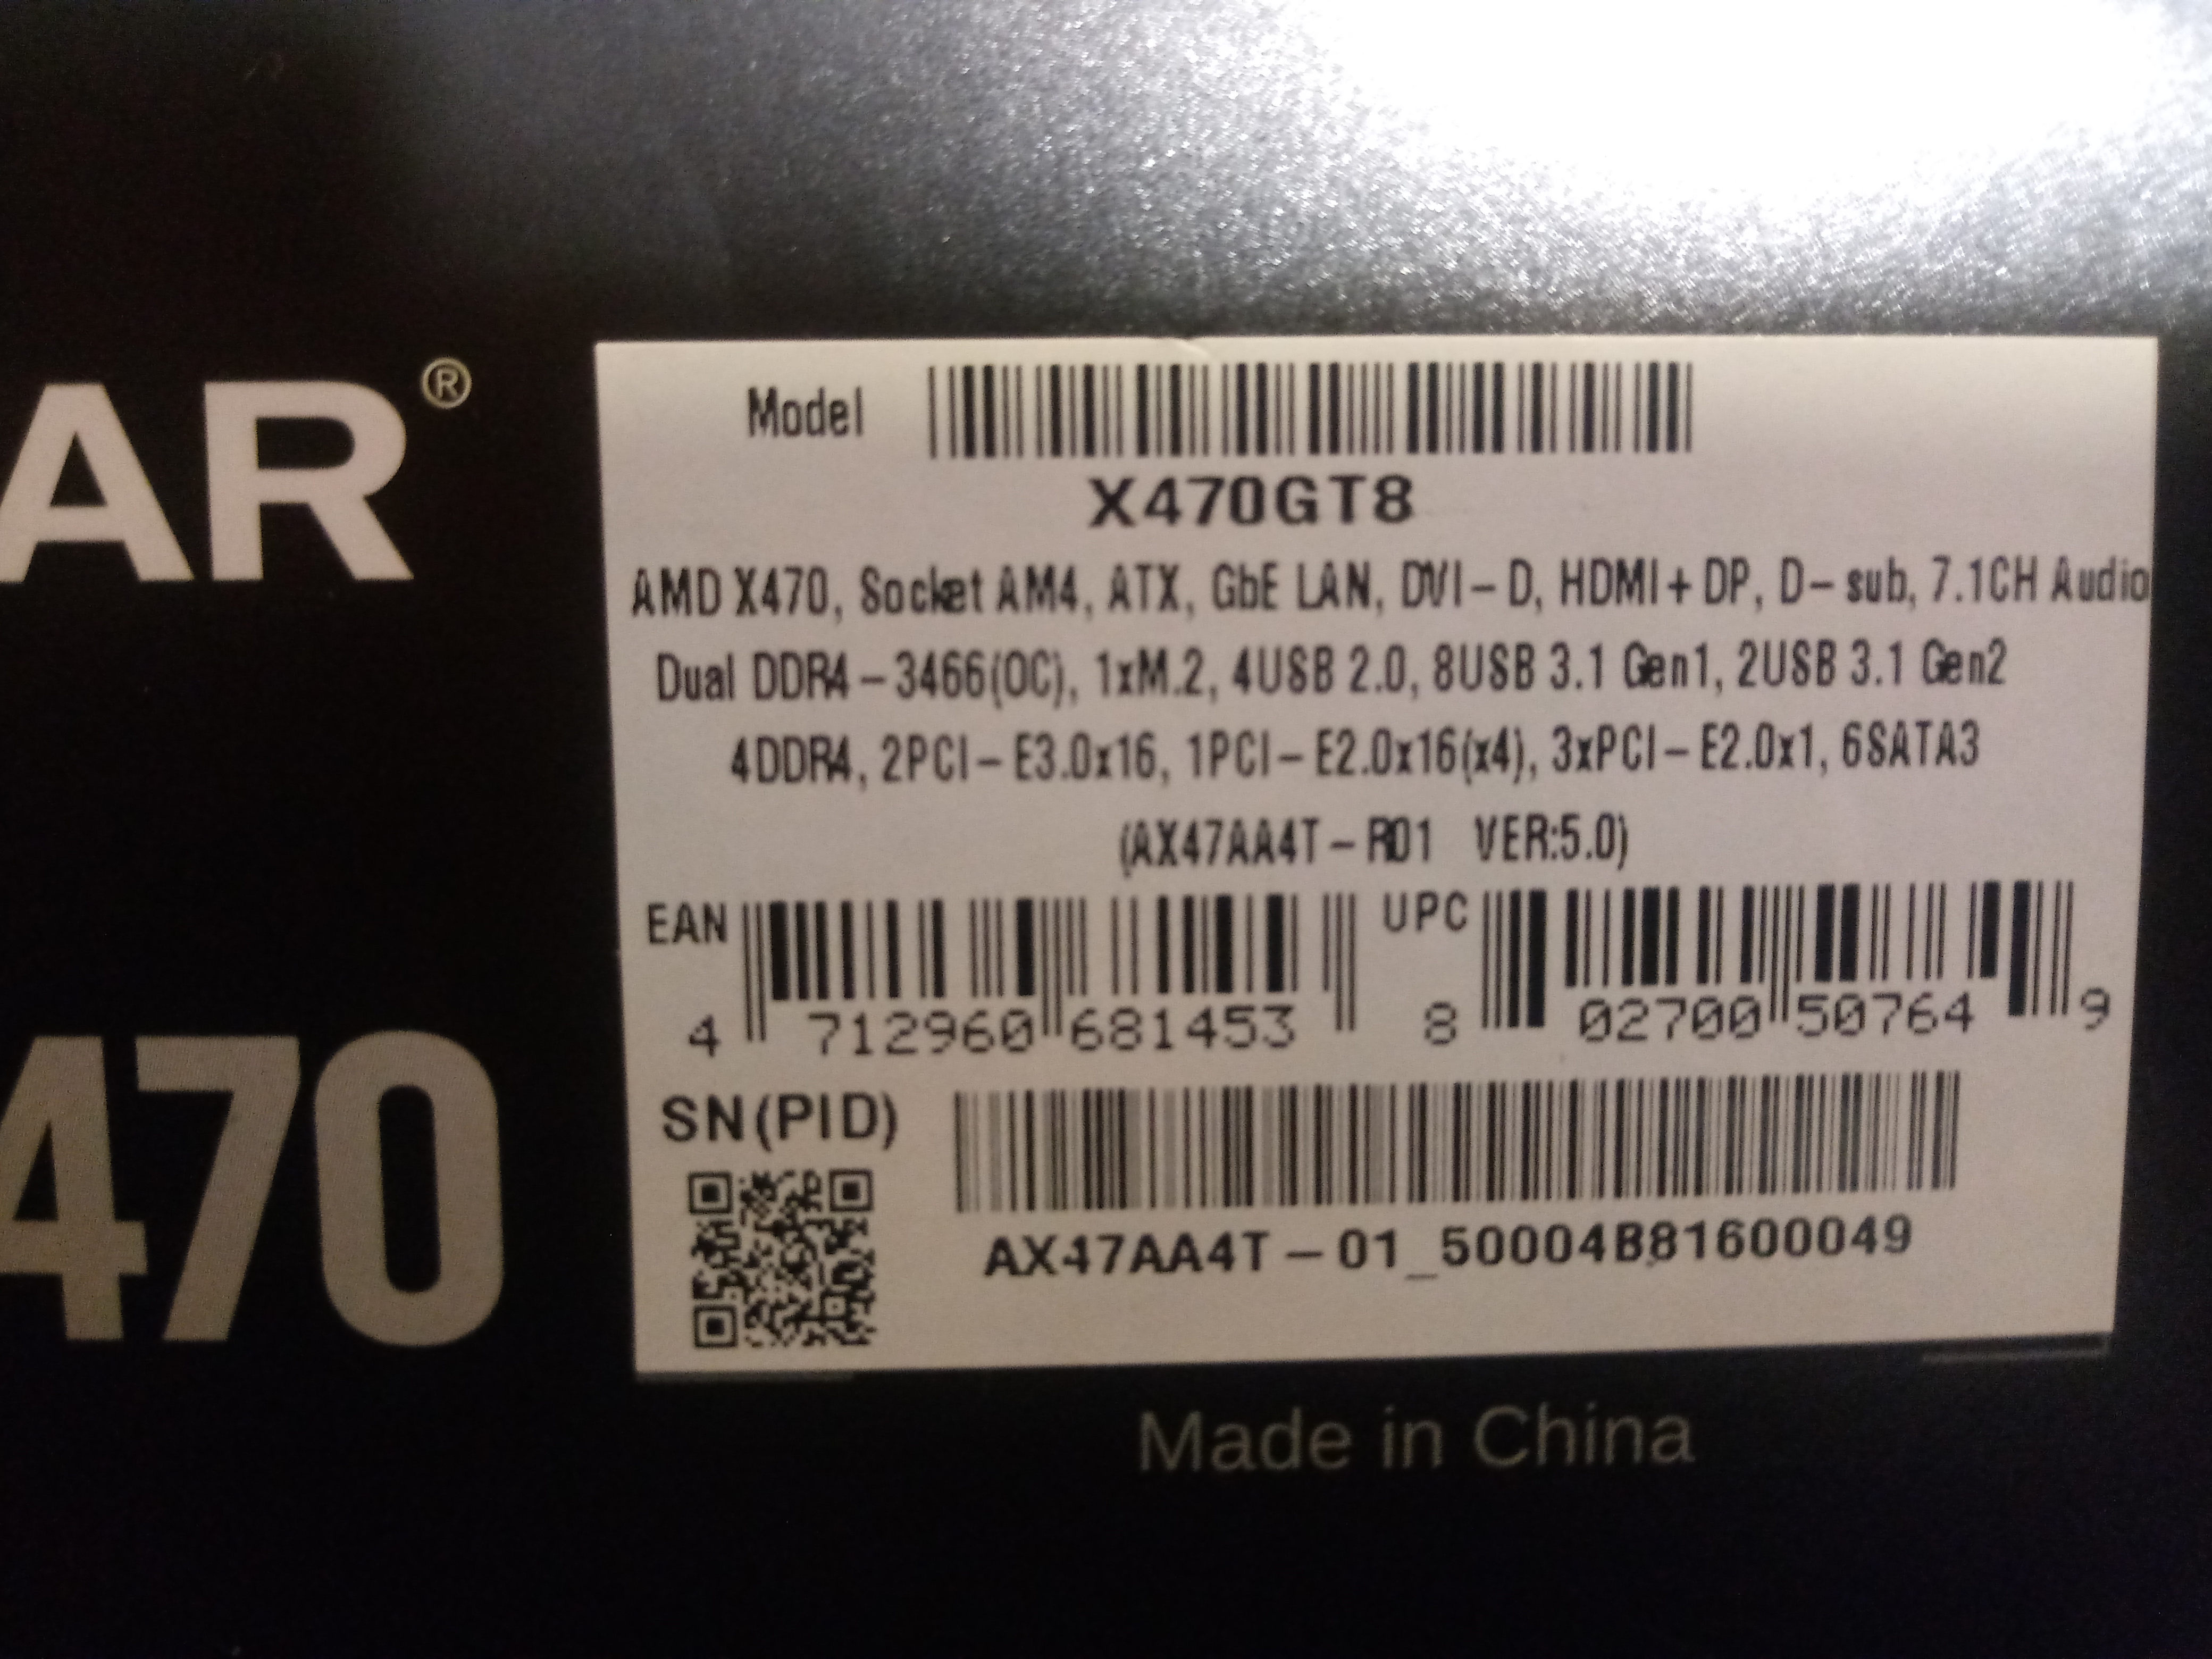 AR®
470
Model
X470GT8
AMD X470, Socket AM4, ATX, GbE LAN, DVI-D, HDMI+DP, D-sub, 7.1CH Audio
Dual DDR4-3466(OC), 1xM.2, 4USB 2.0, 8USB 3.1 Gen1, 2USB 3.1 Gen2
4DDR4, 2PCI-E3.0x16, 1PCI-E2.0x16(x4), 3xPCI-E2.0x1, 6SATA3
(AX47AA4T-R01 VER:5.0)
EAN 4 712960 681453 UPC 8 02700 50764 9
SN(PID)
AX47AA4T-01_50004B81600049
Made in China